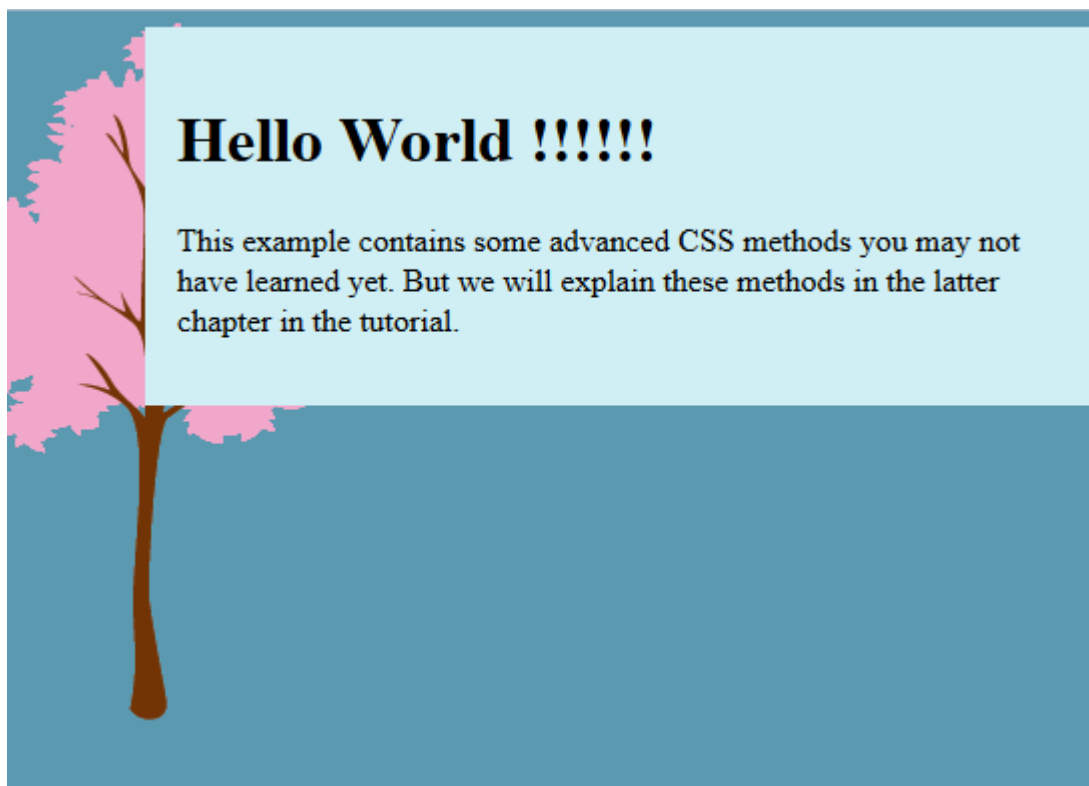 Hello World !!!!!!
This example contains some advanced CSS methods you may not
have learned yet. But we will explain these methods in the latter
chapter in the tutorial.